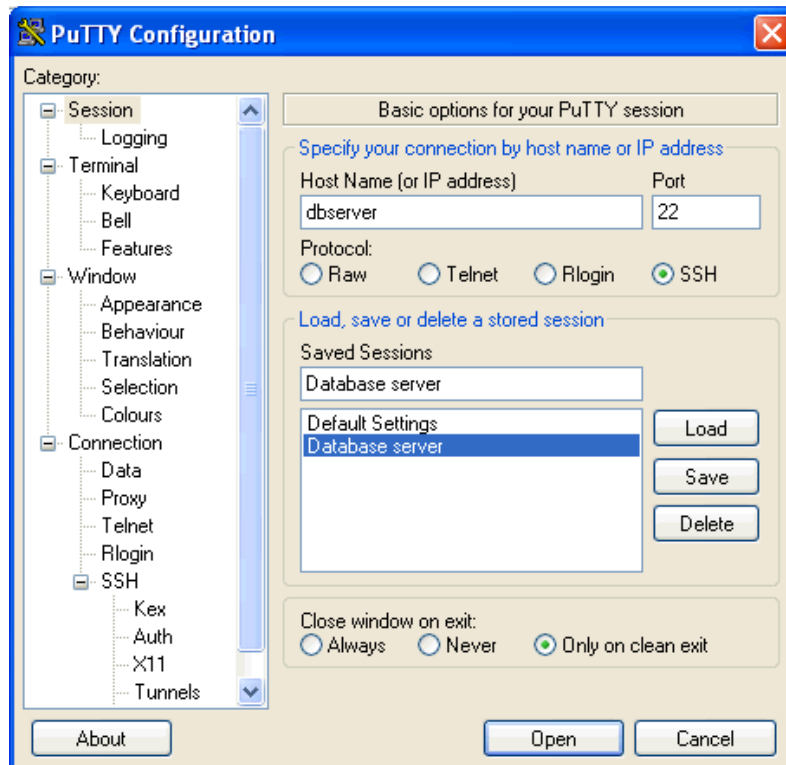 PuTTY Configuration
Category:
Session
Logging
Terminal
Keyboard
Bell
Features
Window
Appearance
Behaviour
Translation
Selection
Colours
Connection
Data
Proxy
Telnet
Rlogin
SSH
Kex
Auth
X11
Tunnels
Basic options for your PuTTY session
Specify your connection by host name or IP address
Host Name (or IP address) Port
dbserver 22
Protocol:
Raw Telnet Rlogin SSH
Load, save or delete a stored session
Saved Sessions
Database server
Default Settings
Database server
Load
Save
Delete
Close window on exit:
Always Never Only on clean exit
About Open Cancel